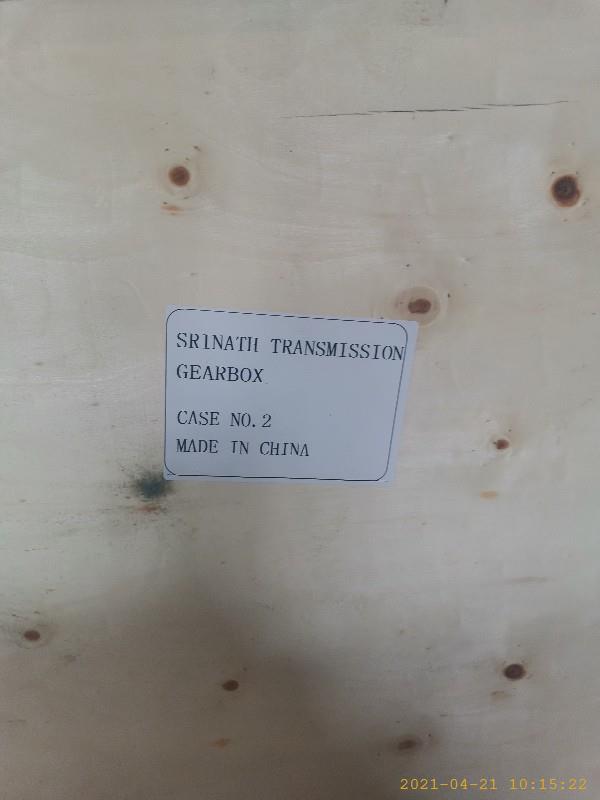 SRINATH TRANSMISSION
GEARBOX
CASE NO.2
MADE IN CHINA
2021-04-21 10:15:22